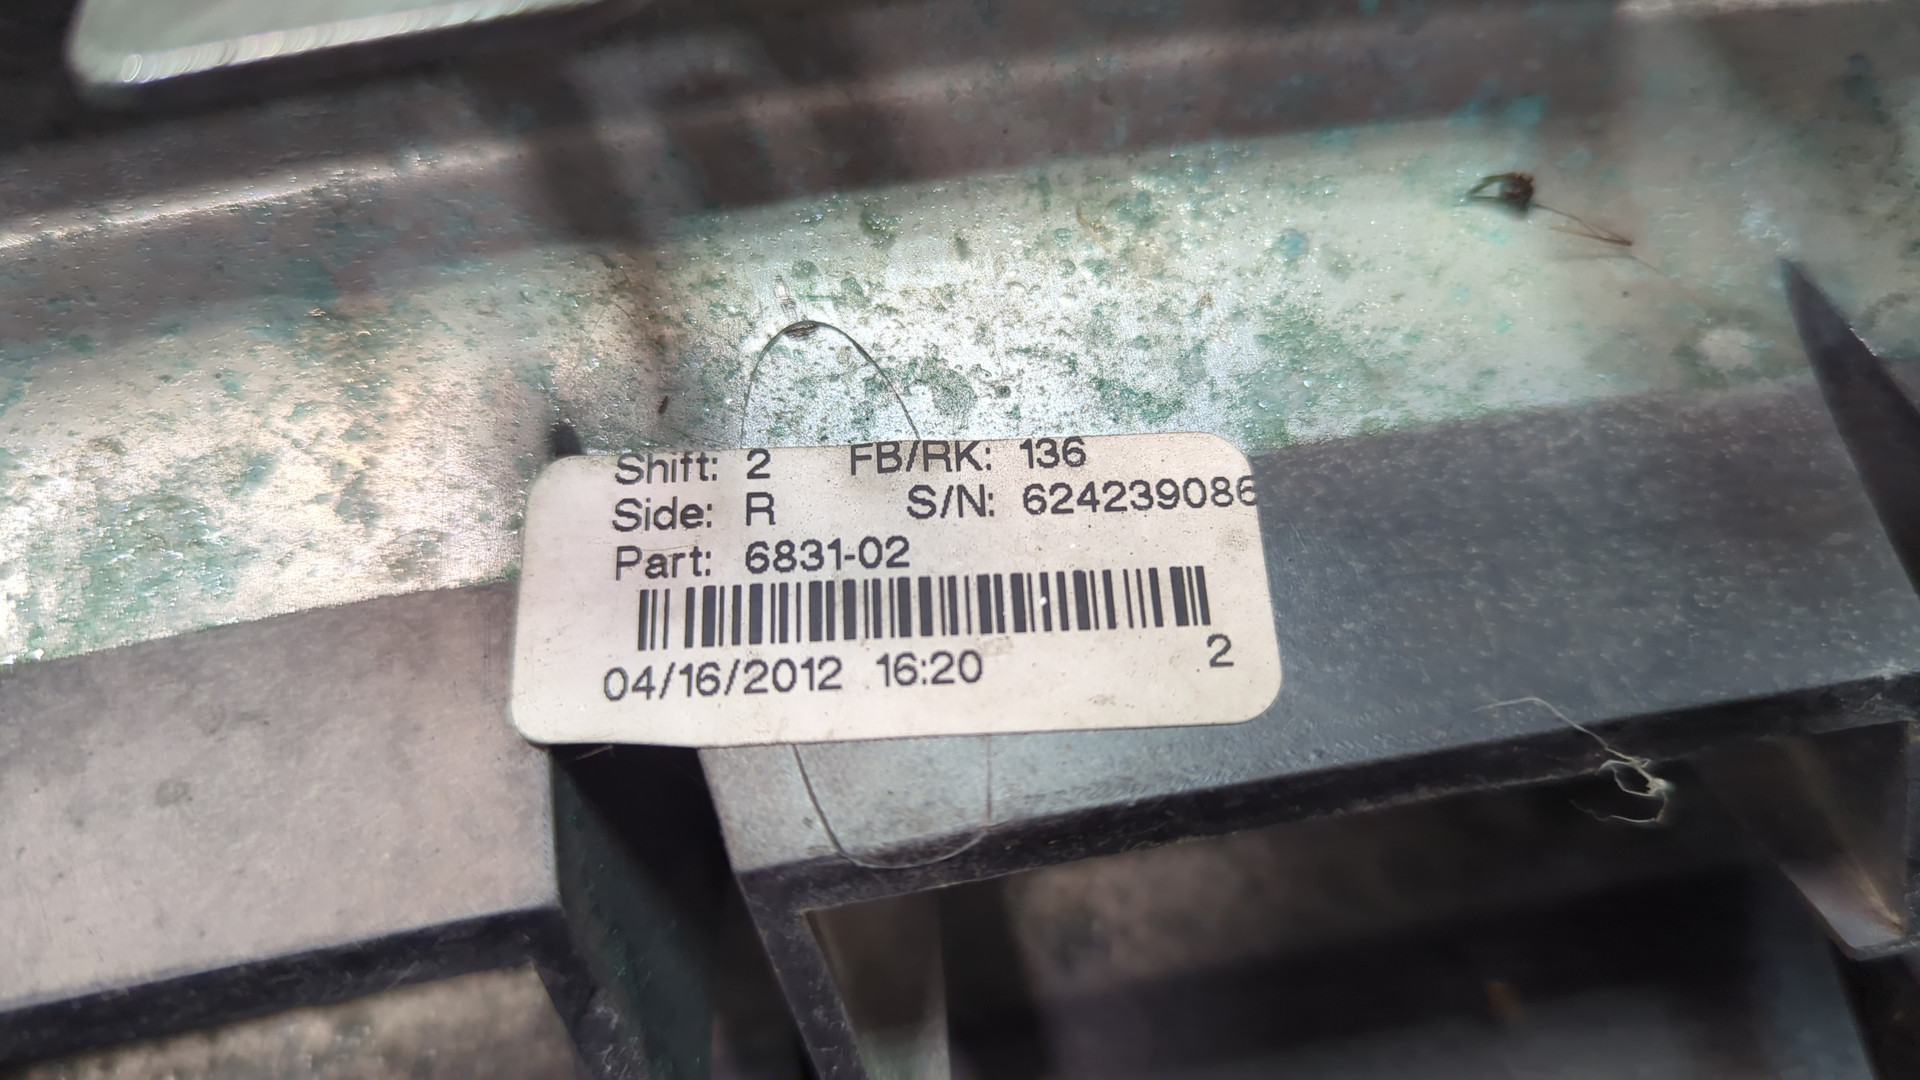 Shift: 2 FB/RK: 136
Side: R S/N: 624239086
Part: 6831-02
04/16/2012 16:20 2